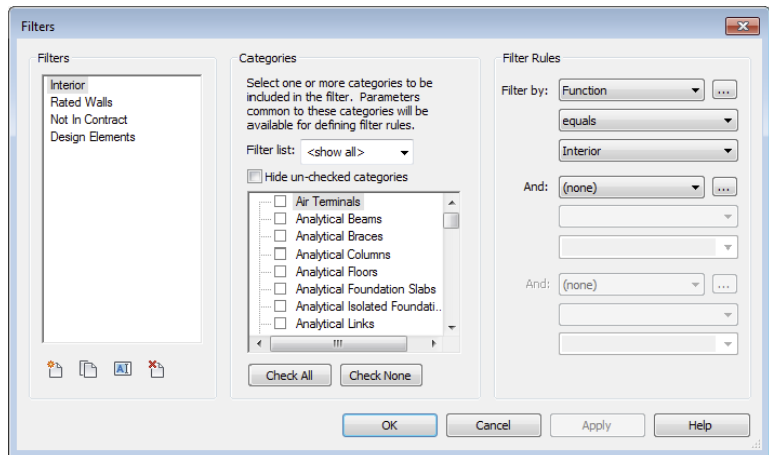 Filters
Filters
Interior
Rated Walls
Not In Contract
Design Elements
Categories
Select one or more categories to be
included in the filter. Parameters
common to these categories will be
available for defining filter rules.
Filter list: <show all>
Hide un-checked categories
Air Terminals
Analytical Beams
Analytical Braces
Analytical Columns
Analytical Floors
Analytical Foundation Slabs
Analytical Isolated Foundati..
Analytical Links
Check All Check None
Filter Rules
Filter by: Function ...
equals
Interior
And: (none) ...
And: (none) ...
OK Cancel Apply Help